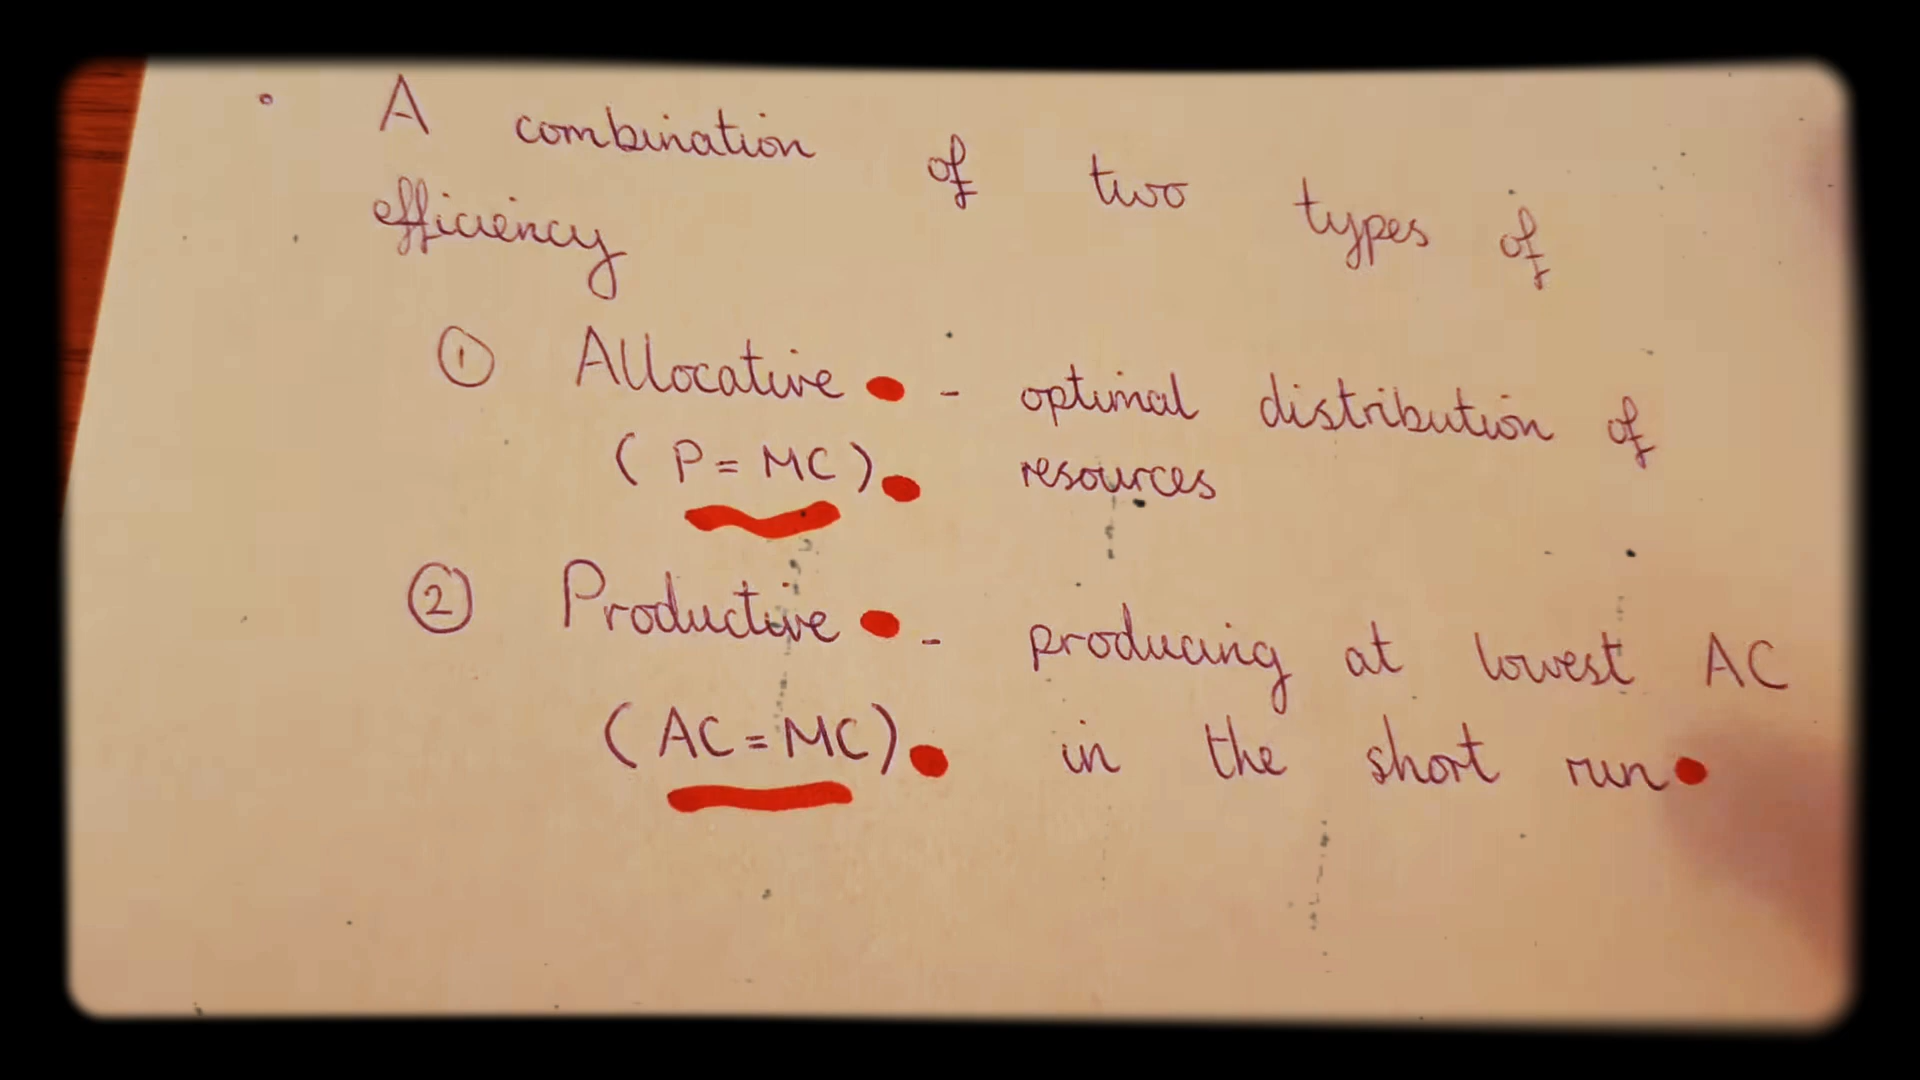 A combination of two types of
efficiency
① Allocative - optimal distribution of
(P = MC) resources
② Productive - producing at lowest AC
(AC = MC) in the short run